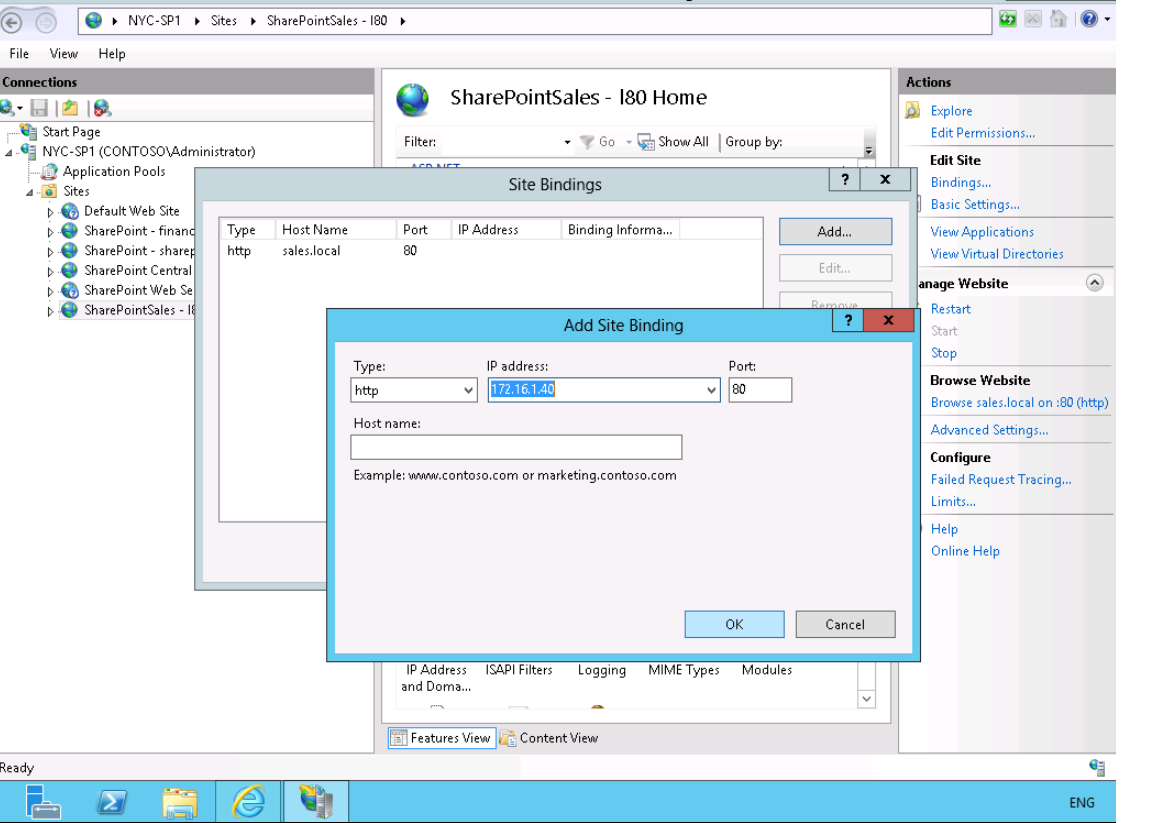 NYC-SP1 Sites SharePointSales - l80
File View Help
Connections
Start Page
NYC-SP1 (CONTOSO\Administrator)
Application Pools
Sites
Default Web Site
SharePoint - financ
SharePoint - sharep
SharePoint Central
SharePoint Web Se
SharePointSales - l8
SharePointSales - l80 Home
Filter: Go Show All Group by:
ASP.NET
Site Bindings ? x
Type Host Name Port IP Address Binding Informa...
http sales.local 80
Add...
Edit...
Remove
Add Site Binding ? x
Type: IP address: Port:
http 172.16.1.40 80
Host name:
Example: www.contoso.com or marketing.contoso.com
OK Cancel
IP Address ISAPI Filters Logging MIME Types Modules
and Doma...
Features View Content View
Actions
Explore
Edit Permissions...
Edit Site
Bindings...
Basic Settings...
View Applications
View Virtual Directories
anage Website
Restart
Start
Stop
Browse Website
Browse sales.local on :80 (http)
Advanced Settings...
Configure
Failed Request Tracing...
Limits...
Help
Online Help
Ready
ENG